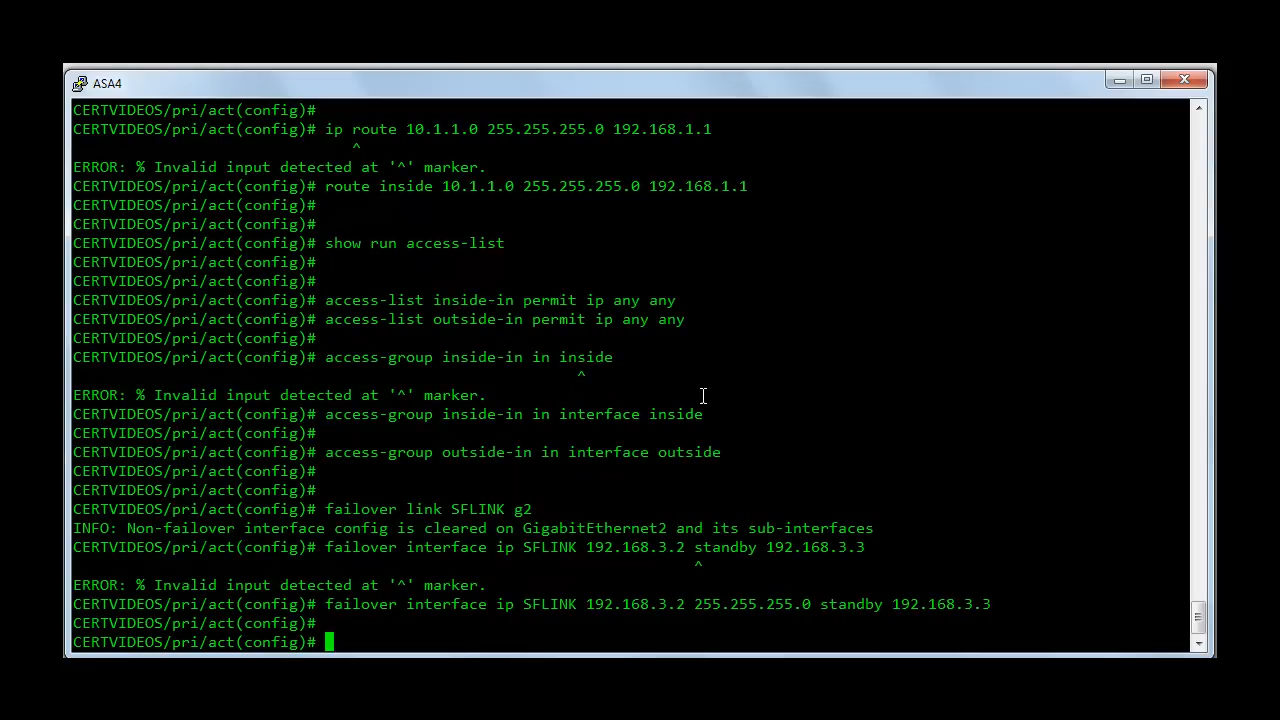 ASA4
CERTVIDEOS/pri/act(config)#
CERTVIDEOS/pri/act(config)# ip route 10.1.1.0 255.255.255.0 192.168.1.1
^
ERROR: % Invalid input detected at '^' marker.
CERTVIDEOS/pri/act(config)# route inside 10.1.1.0 255.255.255.0 192.168.1.1
CERTVIDEOS/pri/act(config)#
CERTVIDEOS/pri/act(config)#
CERTVIDEOS/pri/act(config)# show run access-list
CERTVIDEOS/pri/act(config)#
CERTVIDEOS/pri/act(config)#
CERTVIDEOS/pri/act(config)# access-list inside-in permit ip any any
CERTVIDEOS/pri/act(config)# access-list outside-in permit ip any any
CERTVIDEOS/pri/act(config)#
CERTVIDEOS/pri/act(config)# access-group inside-in in inside
^
ERROR: % Invalid input detected at '^' marker.
CERTVIDEOS/pri/act(config)# access-group inside-in in interface inside
CERTVIDEOS/pri/act(config)#
CERTVIDEOS/pri/act(config)# access-group outside-in in interface outside
CERTVIDEOS/pri/act(config)#
CERTVIDEOS/pri/act(config)#
CERTVIDEOS/pri/act(config)# failover link SFLINK g2
INFO: Non-failover interface config is cleared on GigabitEthernet2 and its sub-interfaces
CERTVIDEOS/pri/act(config)# failover interface ip SFLINK 192.168.3.2 standby 192.168.3.3
^
ERROR: % Invalid input detected at '^' marker.
CERTVIDEOS/pri/act(config)# failover interface ip SFLINK 192.168.3.2 255.255.255.0 standby 192.168.3.3
CERTVIDEOS/pri/act(config)#
CERTVIDEOS/pri/act(config)#